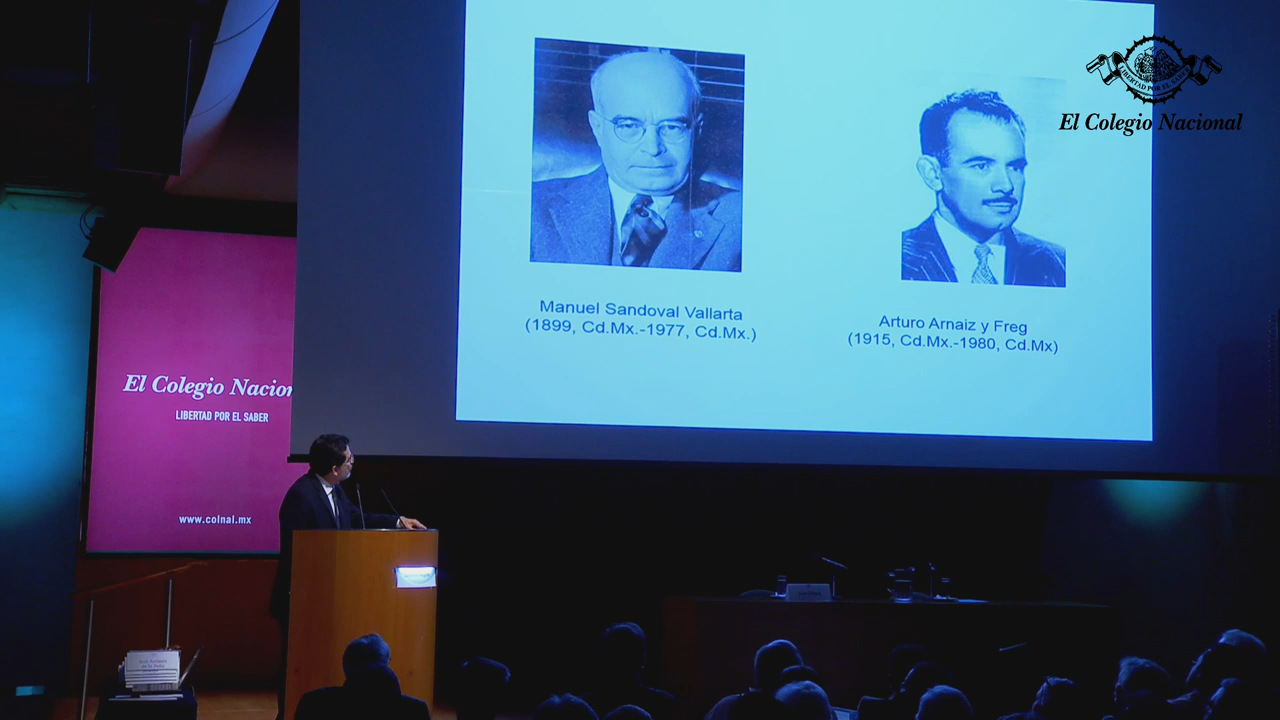 LIBERTAD POR EL SABER
El Colegio Nacional
Manuel Sandoval Vallarta
(1899, Cd.Mx.-1977, Cd.Mx.)
Arturo Arnaiz y Freg
(1915, Cd.Mx.-1980, Cd.Mx)
El Colegio Nacion
LIBERTAD POR EL SABER
www.colnal.mx